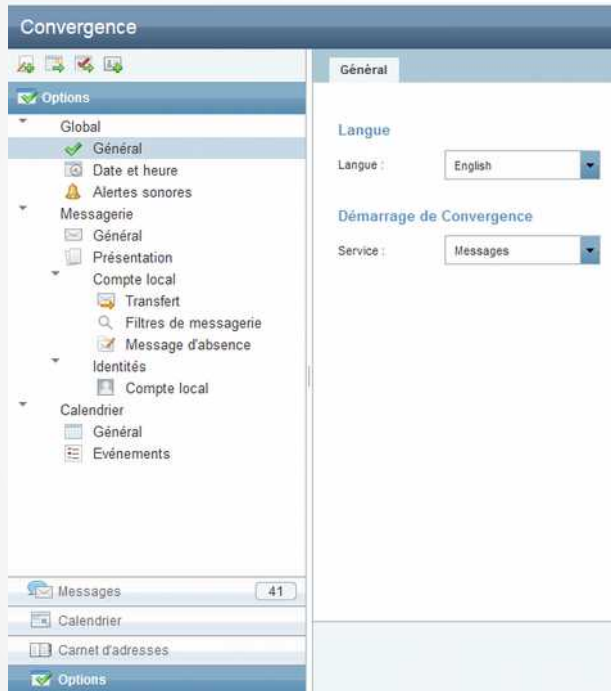 Convergence
Options
Global
Général
Date et heure
Alertes sonores
Messagerie
Général
Présentation
Compte local
Transfert
Filtres de messagerie
Message d'absence
Identités
Compte local
Calendrier
Général
Evénements
Messages 41
Calendrier
Carnet d'adresses
Options
Général
Langue
Langue : English
Démarrage de Convergence
Service : Messages